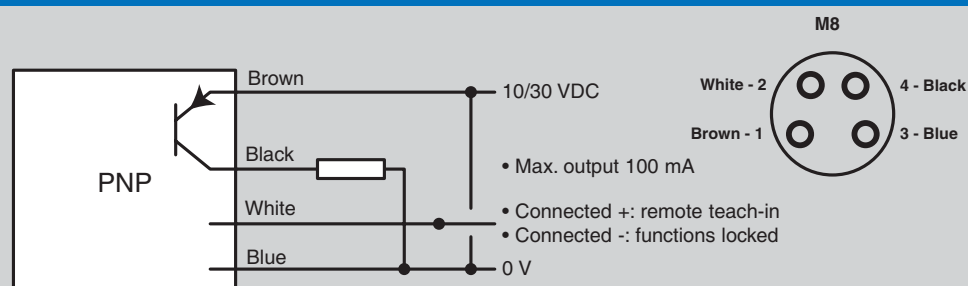 M8
Brown
10/30 VDC
White - 2
4 - Black
Brown - 1
3 - Blue
Black
• Max. output 100 mA
PNP
White
• Connected +: remote teach-in
• Connected -: functions locked
Blue
0 V